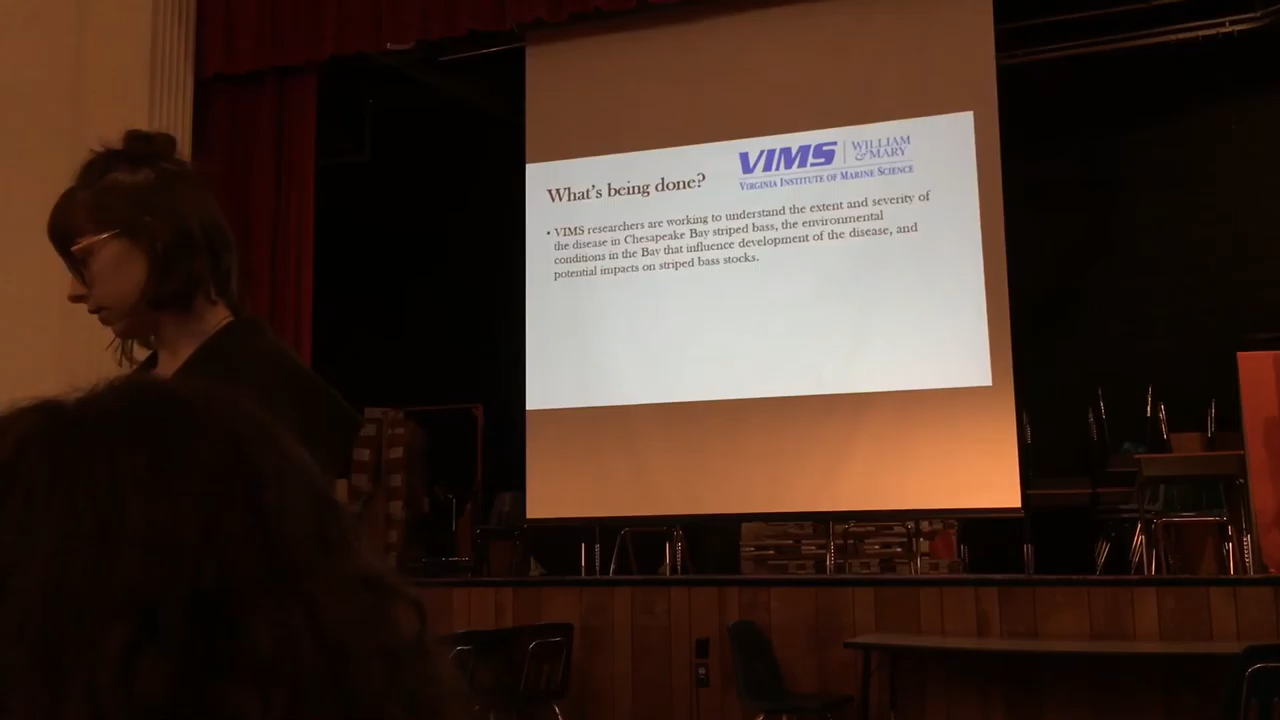 VIMS
WILLIAM
& MARY
VIRGINIA INSTITUTE OF MARINE SCIENCE
What's being done?
• VIMS researchers are working to understand the extent and severity of
the disease in Chesapeake Bay striped bass, the environmental
conditions in the Bay that influence development of the disease, and
potential impacts on striped bass stocks.